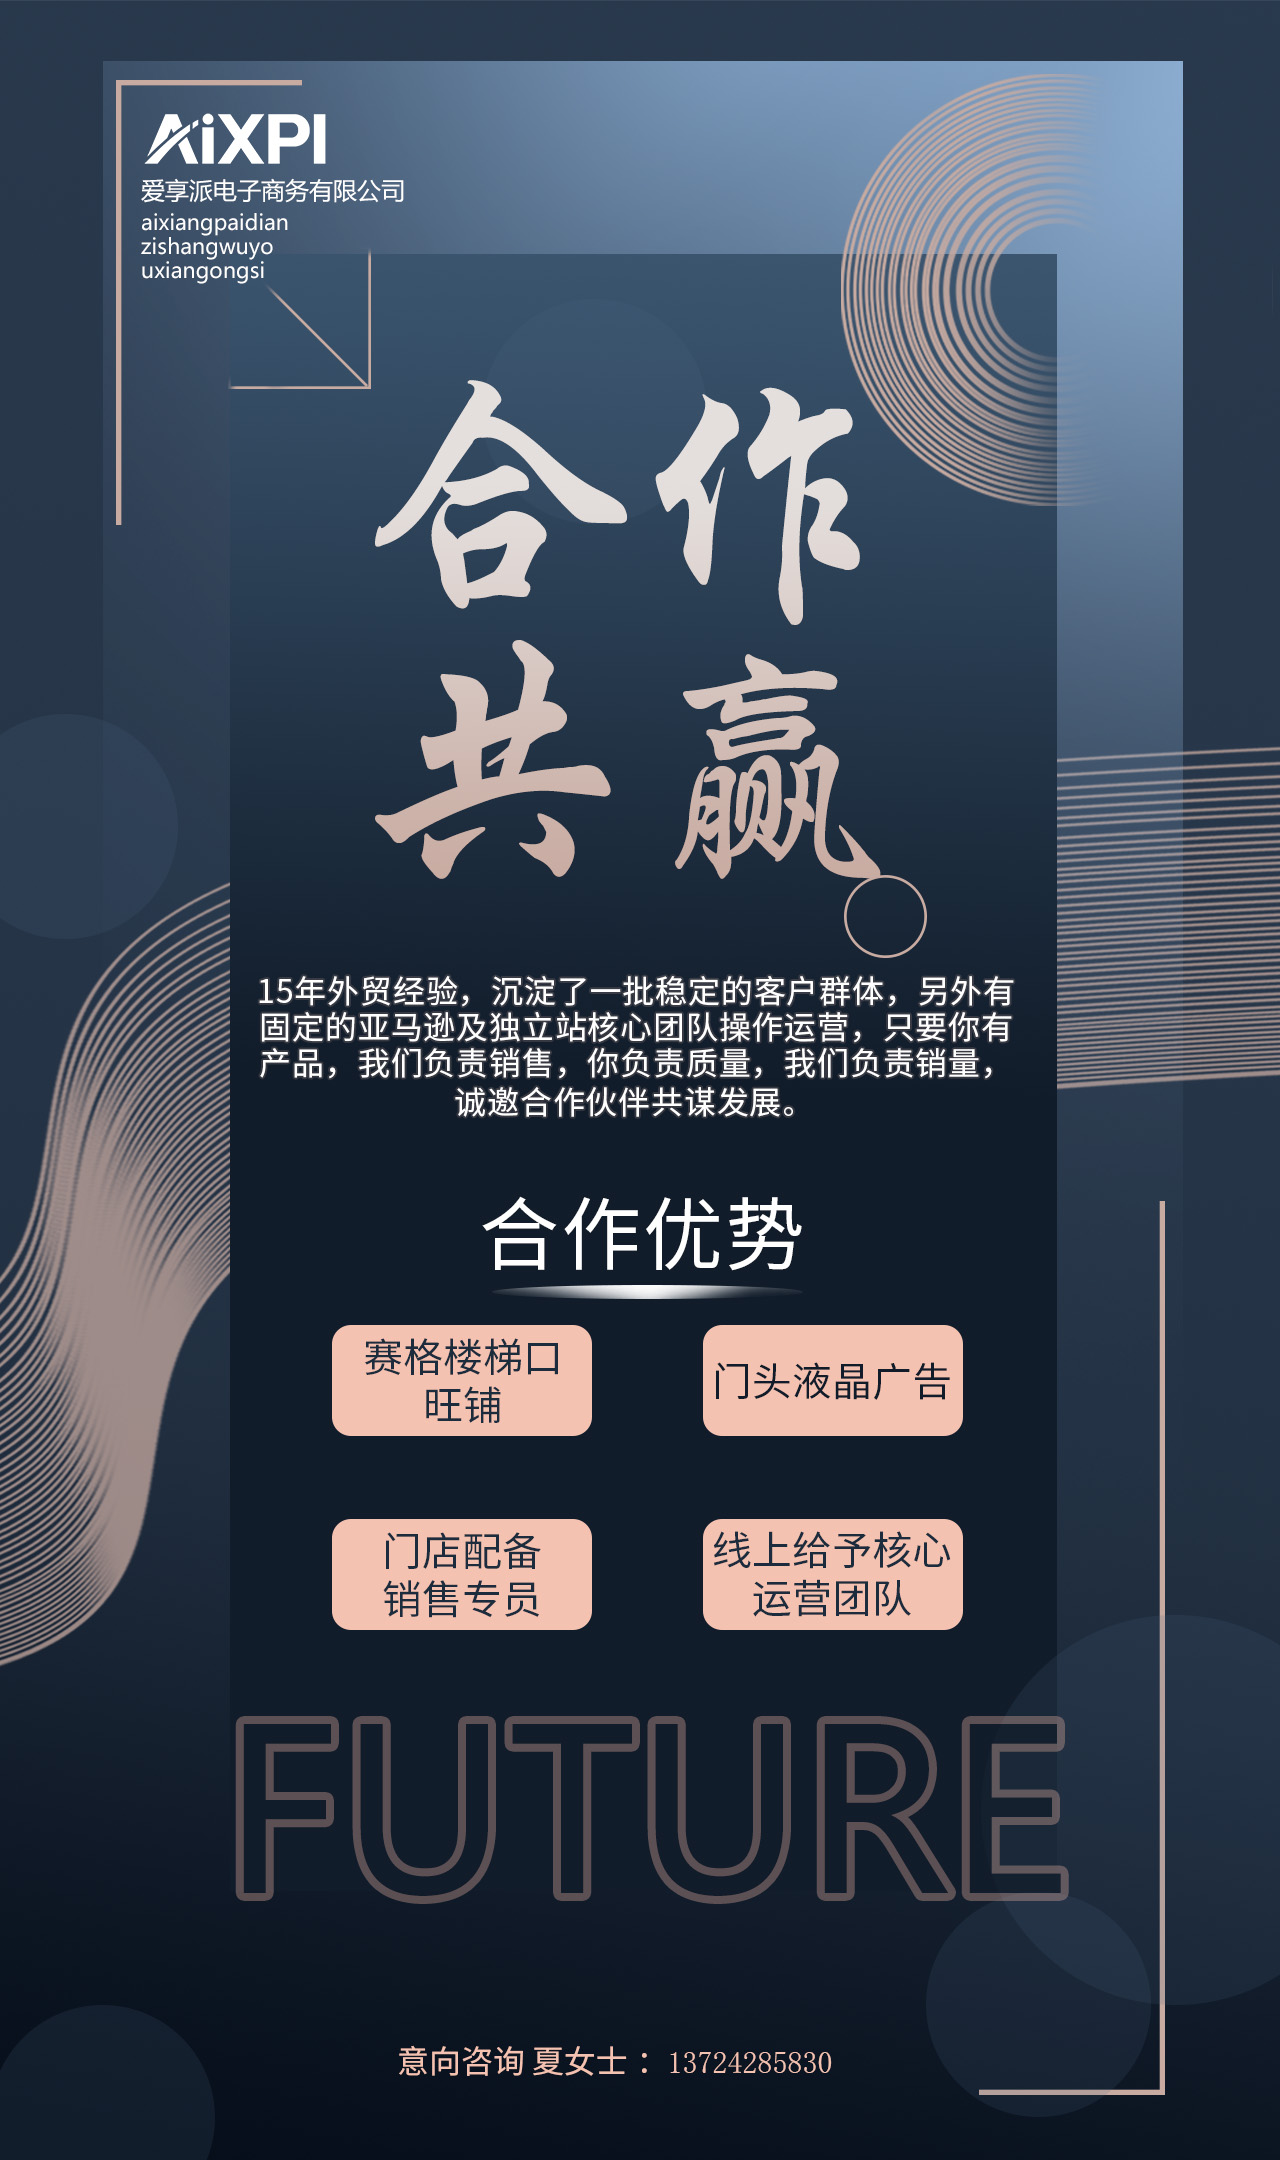 AiXPI
爱享派电子商务有限公司
aixiangpaidian
zishangwuyo
uxiangongsi
合作
共赢
15年外贸经验，沉淀了一批稳定的客户群体，另外有
固定的亚马逊及独立站核心团队操作运营，只要你有
产品，我们负责销售，你负责质量，我们负责销量，
诚邀合作伙伴共谋发展。
合作优势
赛格楼梯口
旺铺
门头液晶广告
门店配备
销售专员
线上给予核心
运营团队
FUTURE
意向咨询 夏女士： 13724285830